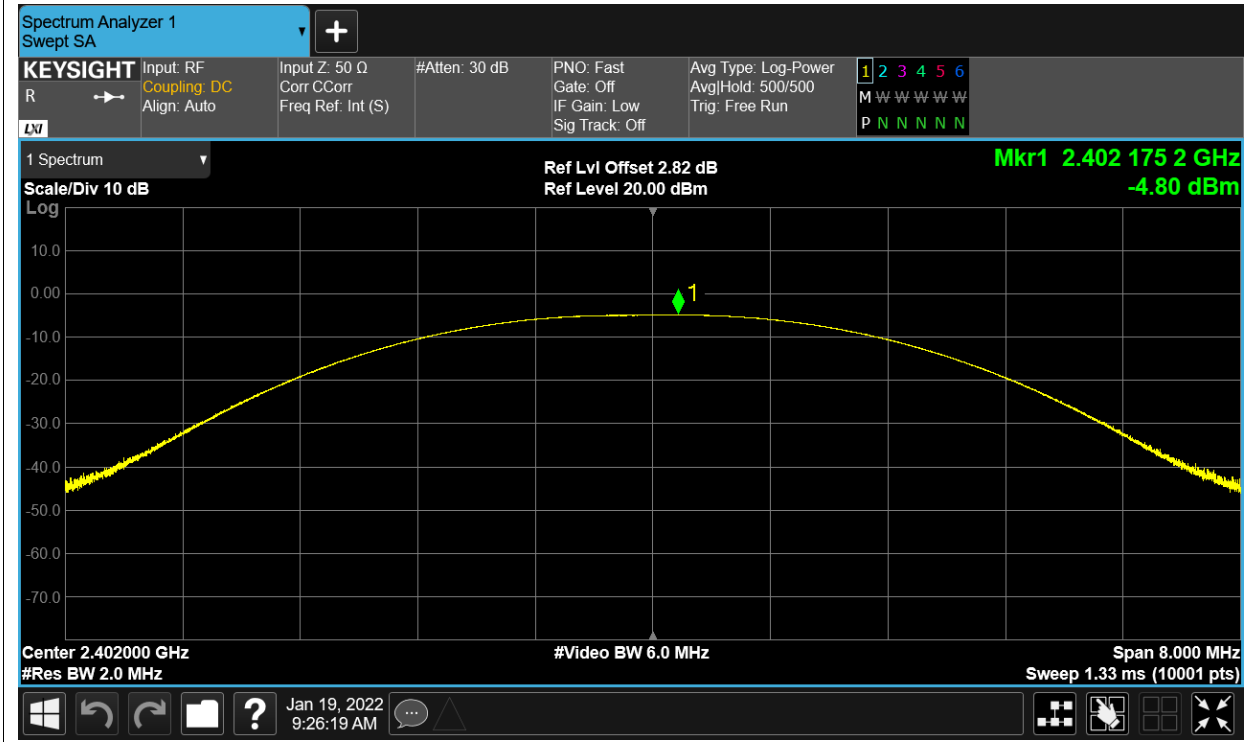 Spectrum Analyzer 1
Swept SA
KEYSIGHT
R
LXI
Input: RF
Coupling: DC
Align: Auto
Input Z: 50 Ω
Corr CCorr
Freq Ref: Int (S)
#Atten: 30 dB
PNO: Fast
Gate: Off
IF Gain: Low
Sig Track: Off
Avg Type: Log-Power
Avg|Hold: 500/500
Trig: Free Run
1 2 3 4 5 6
M W W W W W
P N N N N N
1 Spectrum
Scale/Div 10 dB
Log
Ref Lvl Offset 2.82 dB
Ref Level 20.00 dBm
Mkr1 2.402 175 2 GHz
-4.80 dBm
10.0
0.00
-10.0
-20.0
-30.0
-40.0
-50.0
-60.0
-70.0
1
Center 2.402000 GHz
#Res BW 2.0 MHz
#Video BW 6.0 MHz
Span 8.000 MHz
Sweep 1.33 ms (10001 pts)
?
Jan 19, 2022
9:26:19 AM